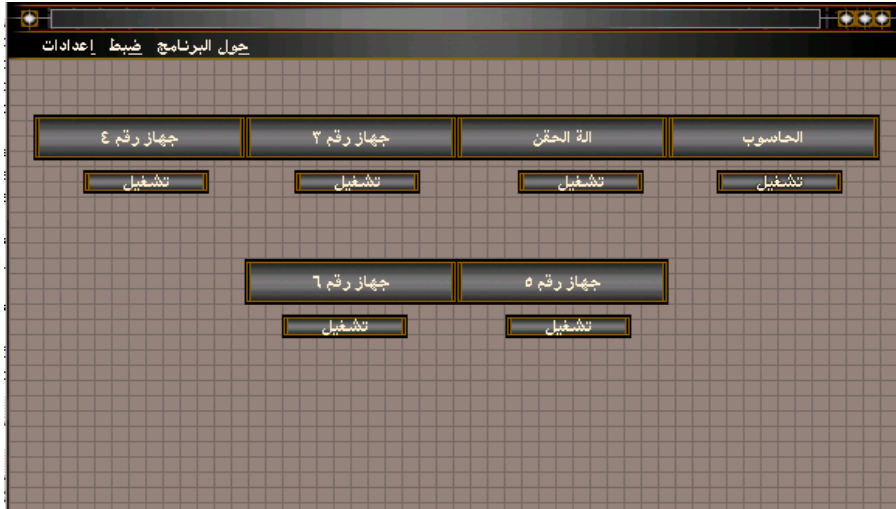 حول البرنامج ضبط إعدادات
الحاسوب الة الحقن جهاز رقم ٣ جهاز رقم ٤
تشغيل تشغيل تشغيل تشغيل
جهاز رقم ٥ جهاز رقم ٦
تشغيل تشغيل